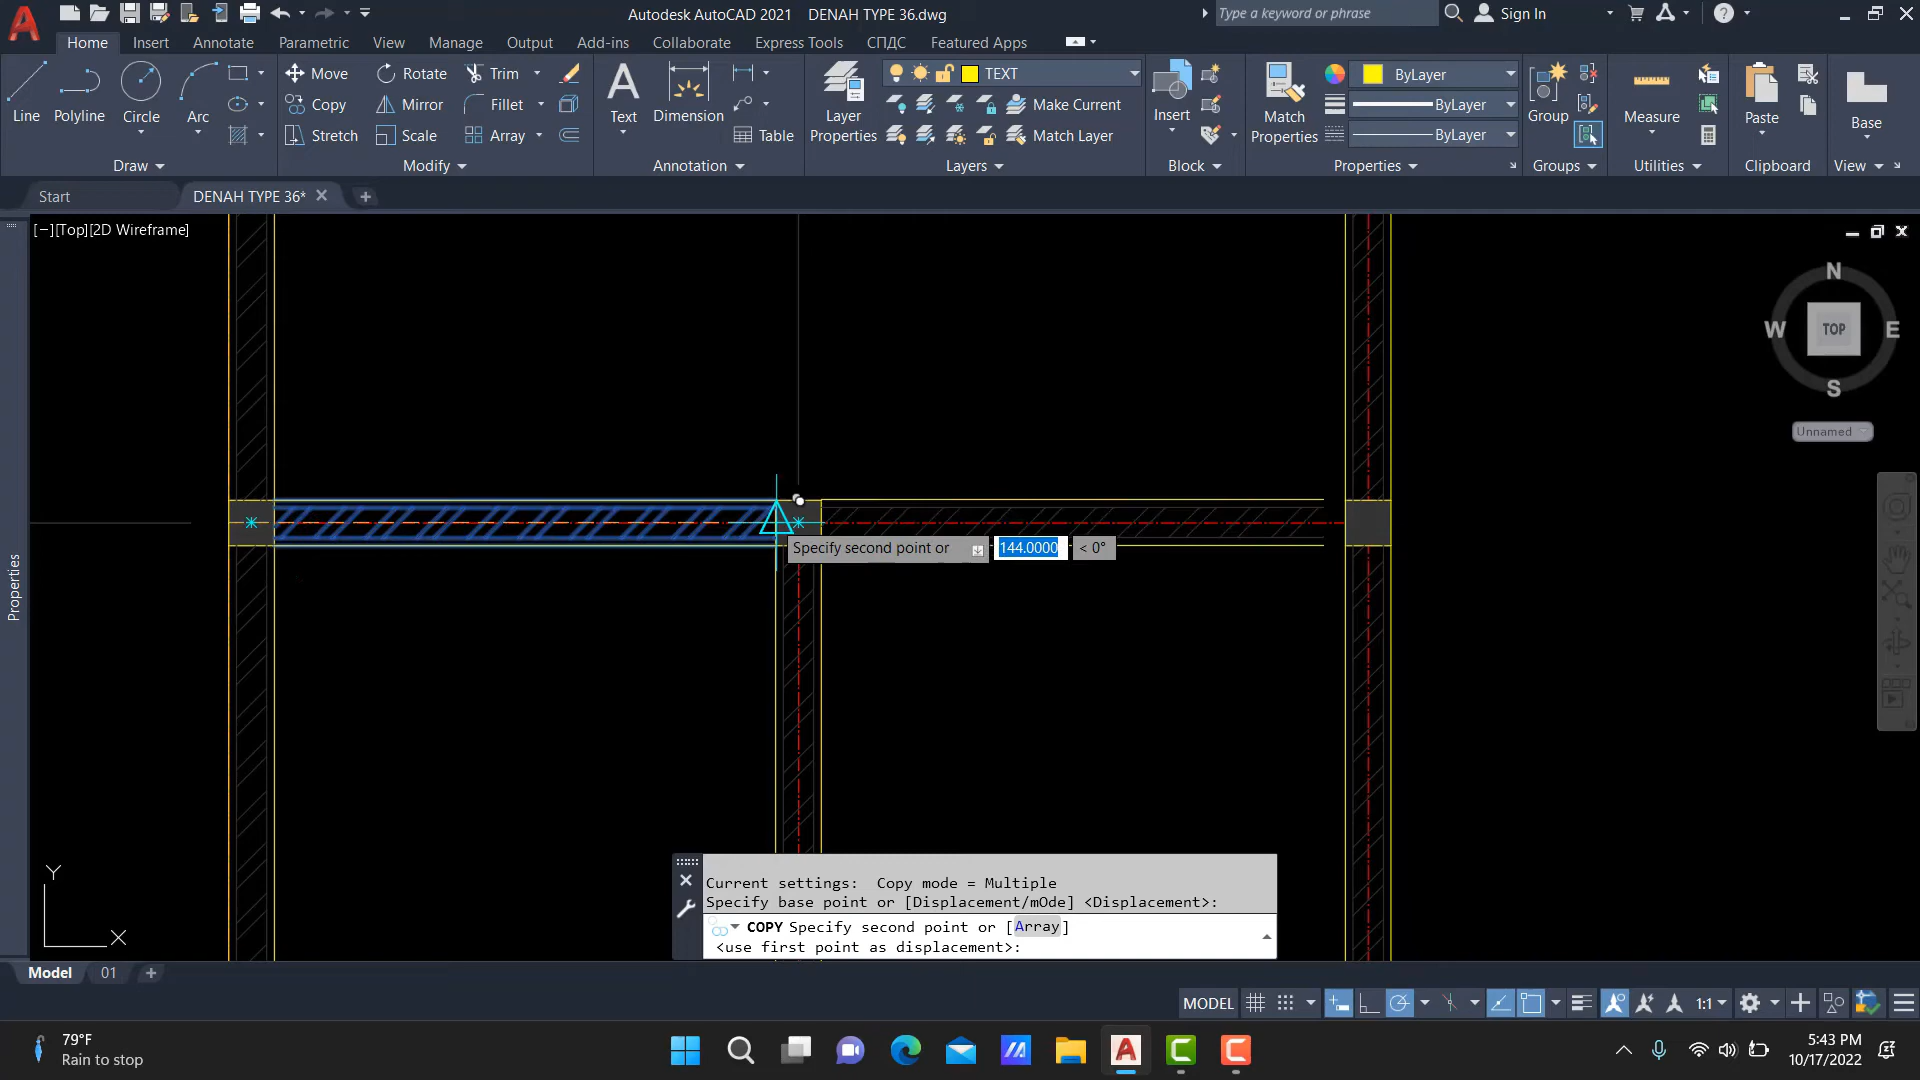 Autodesk AutoCAD 2021 DENAH TYPE 36.dwg
Type a keyword or phrase
Sign In
Home Insert Annotate Parametric View Manage Output Add-ins Collaborate Express Tools СПДС Featured Apps
Line Polyline Circle Arc
Move Rotate Trim
Copy Mirror Fillet
Stretch Scale Array
Text Dimension Table
Layer Properties
TEXT
Make Current
Match Layer
Insert
Match Properties
ByLayer
ByLayer
ByLayer
Group
Measure
Paste
Base
Draw Modify Annotation Layers Block Properties Groups Utilities Clipboard View
Start DENAH TYPE 36*
[−][Top][2D Wireframe]
N
W TOP E
S
Unnamed
Properties
Specify second point or 144.0000 < 0°
Y
X
Current settings: Copy mode = Multiple
Specify base point or [Displacement/mOde] <Displacement>:
COPY Specify second point or [Array]
<use first point as displacement>:
Model 01
MODEL 1:1
79°F
Rain to stop
5:43 PM
10/17/2022